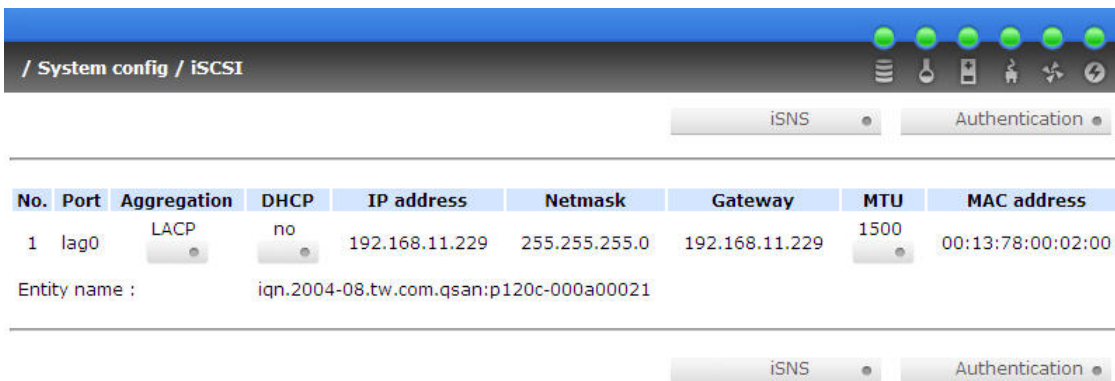 / System config / iSCSI
iSNS Authentication
No. Port Aggregation DHCP IP address Netmask Gateway MTU MAC address
1 lag0 LACP no 192.168.11.229 255.255.255.0 192.168.11.229 1500 00:13:78:00:02:00
Entity name : iqn.2004-08.tw.com.qsan:p120c-000a00021
iSNS Authentication